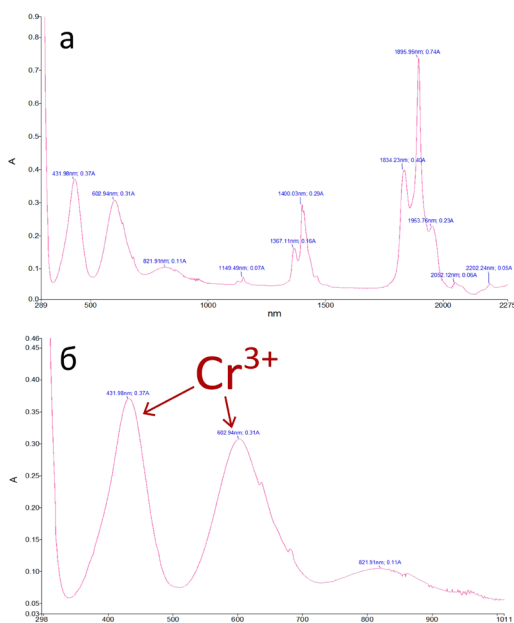 а
0.9
0.8
0.7
0.6
0.5
0.4
0.3
0.2
0.1
0.0
A
431.98nm; 0.37A
602.94nm; 0.31A
821.91nm; 0.11A
1149.49nm; 0.07A
1367.11nm; 0.16A
1400.03nm; 0.29A
1834.23nm; 0.40A
1895.95nm; 0.74A
1953.76nm; 0.23A
2052.12nm; 0.06A
2202.24nm; 0.05A
289 500 1000 1500 2000 2275
nm
б
Cr3+
0.46
0.40
0.35
0.30
0.25
0.20
0.15
0.10
0.05
0.03
A
431.98nm; 0.37A
602.94nm; 0.31A
821.91nm; 0.11A
298 400 500 600 700 800 900 1011